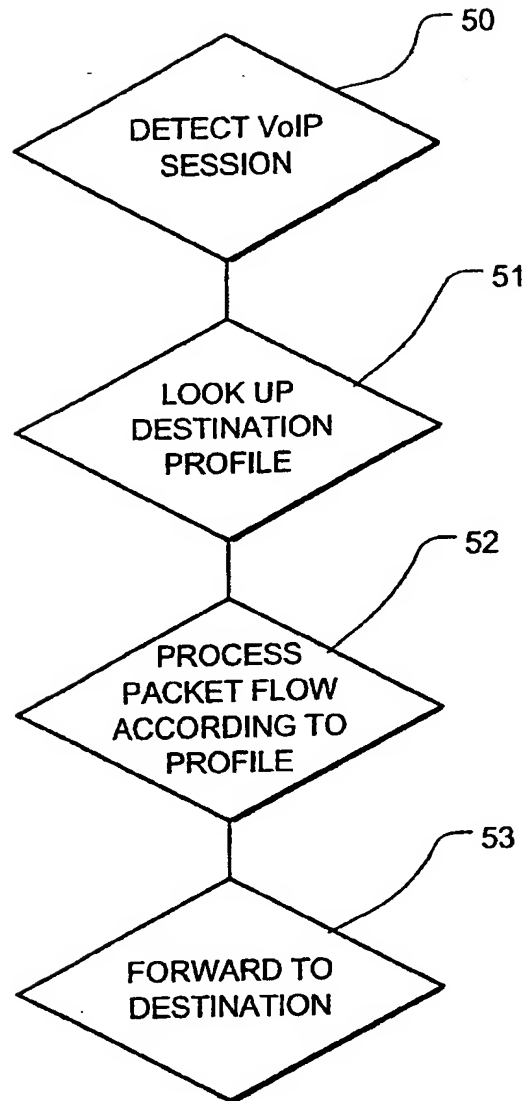 50
DETECT VoIP
SESSION
51
LOOK UP
DESTINATION
PROFILE
52
PROCESS
PACKET FLOW
ACCORDING TO
PROFILE
53
FORWARD TO
DESTINATION